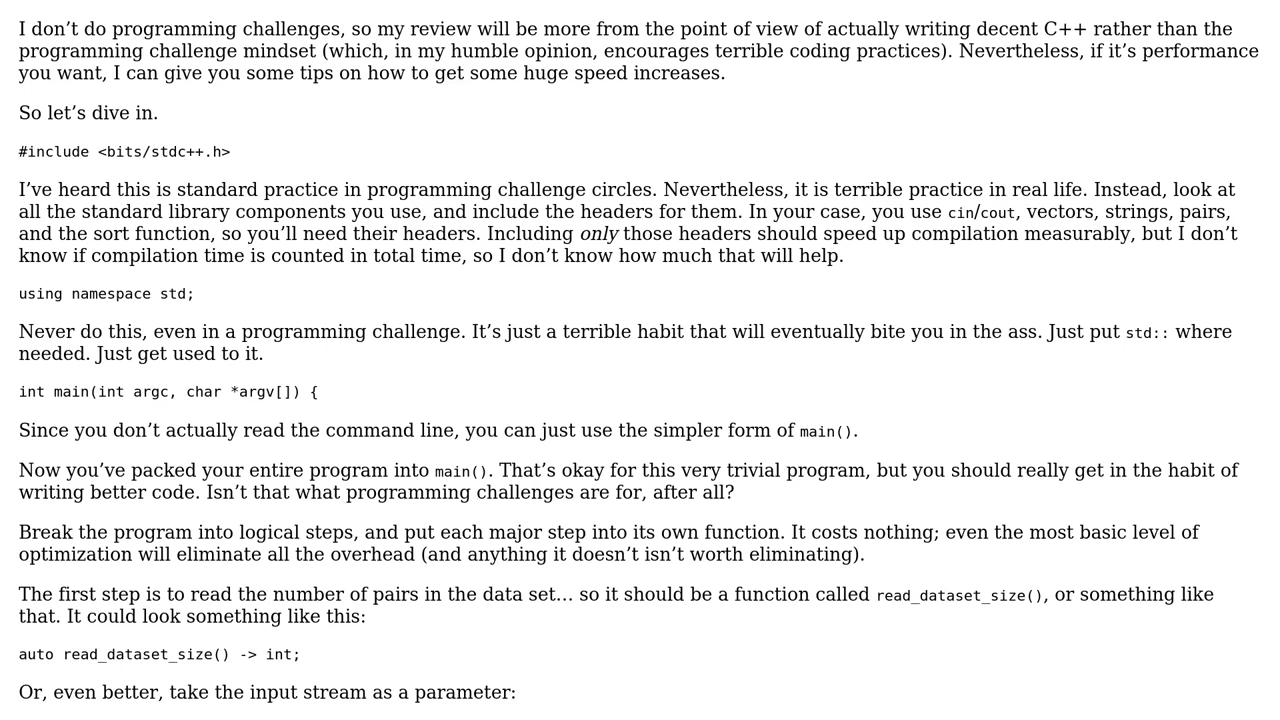 I don’t do programming challenges, so my review will be more from the point of view of actually writing decent C++ rather than the
programming challenge mindset (which, in my humble opinion, encourages terrible coding practices). Nevertheless, if it’s performance
you want, I can give you some tips on how to get some huge speed increases.
So let’s dive in.
#include <bits/stdc++.h>
I’ve heard this is standard practice in programming challenge circles. Nevertheless, it is terrible practice in real life. Instead, look at
all the standard library components you use, and include the headers for them. In your case, you use cin/cout, vectors, strings, pairs,
and the sort function, so you’ll need their headers. Including only those headers should speed up compilation measurably, but I don’t
know if compilation time is counted in total time, so I don’t know how much that will help.
using namespace std;
Never do this, even in a programming challenge. It’s just a terrible habit that will eventually bite you in the ass. Just put std:: where
needed. Just get used to it.
int main(int argc, char *argv[]) {
Since you don’t actually read the command line, you can just use the simpler form of main().
Now you’ve packed your entire program into main(). That’s okay for this very trivial program, but you should really get in the habit of
writing better code. Isn’t that what programming challenges are for, after all?
Break the program into logical steps, and put each major step into its own function. It costs nothing; even the most basic level of
optimization will eliminate all the overhead (and anything it doesn’t isn’t worth eliminating).
The first step is to read the number of pairs in the data set… so it should be a function called read_dataset_size(), or something like
that. It could look something like this:
auto read_dataset_size() -> int;
Or, even better, take the input stream as a parameter: